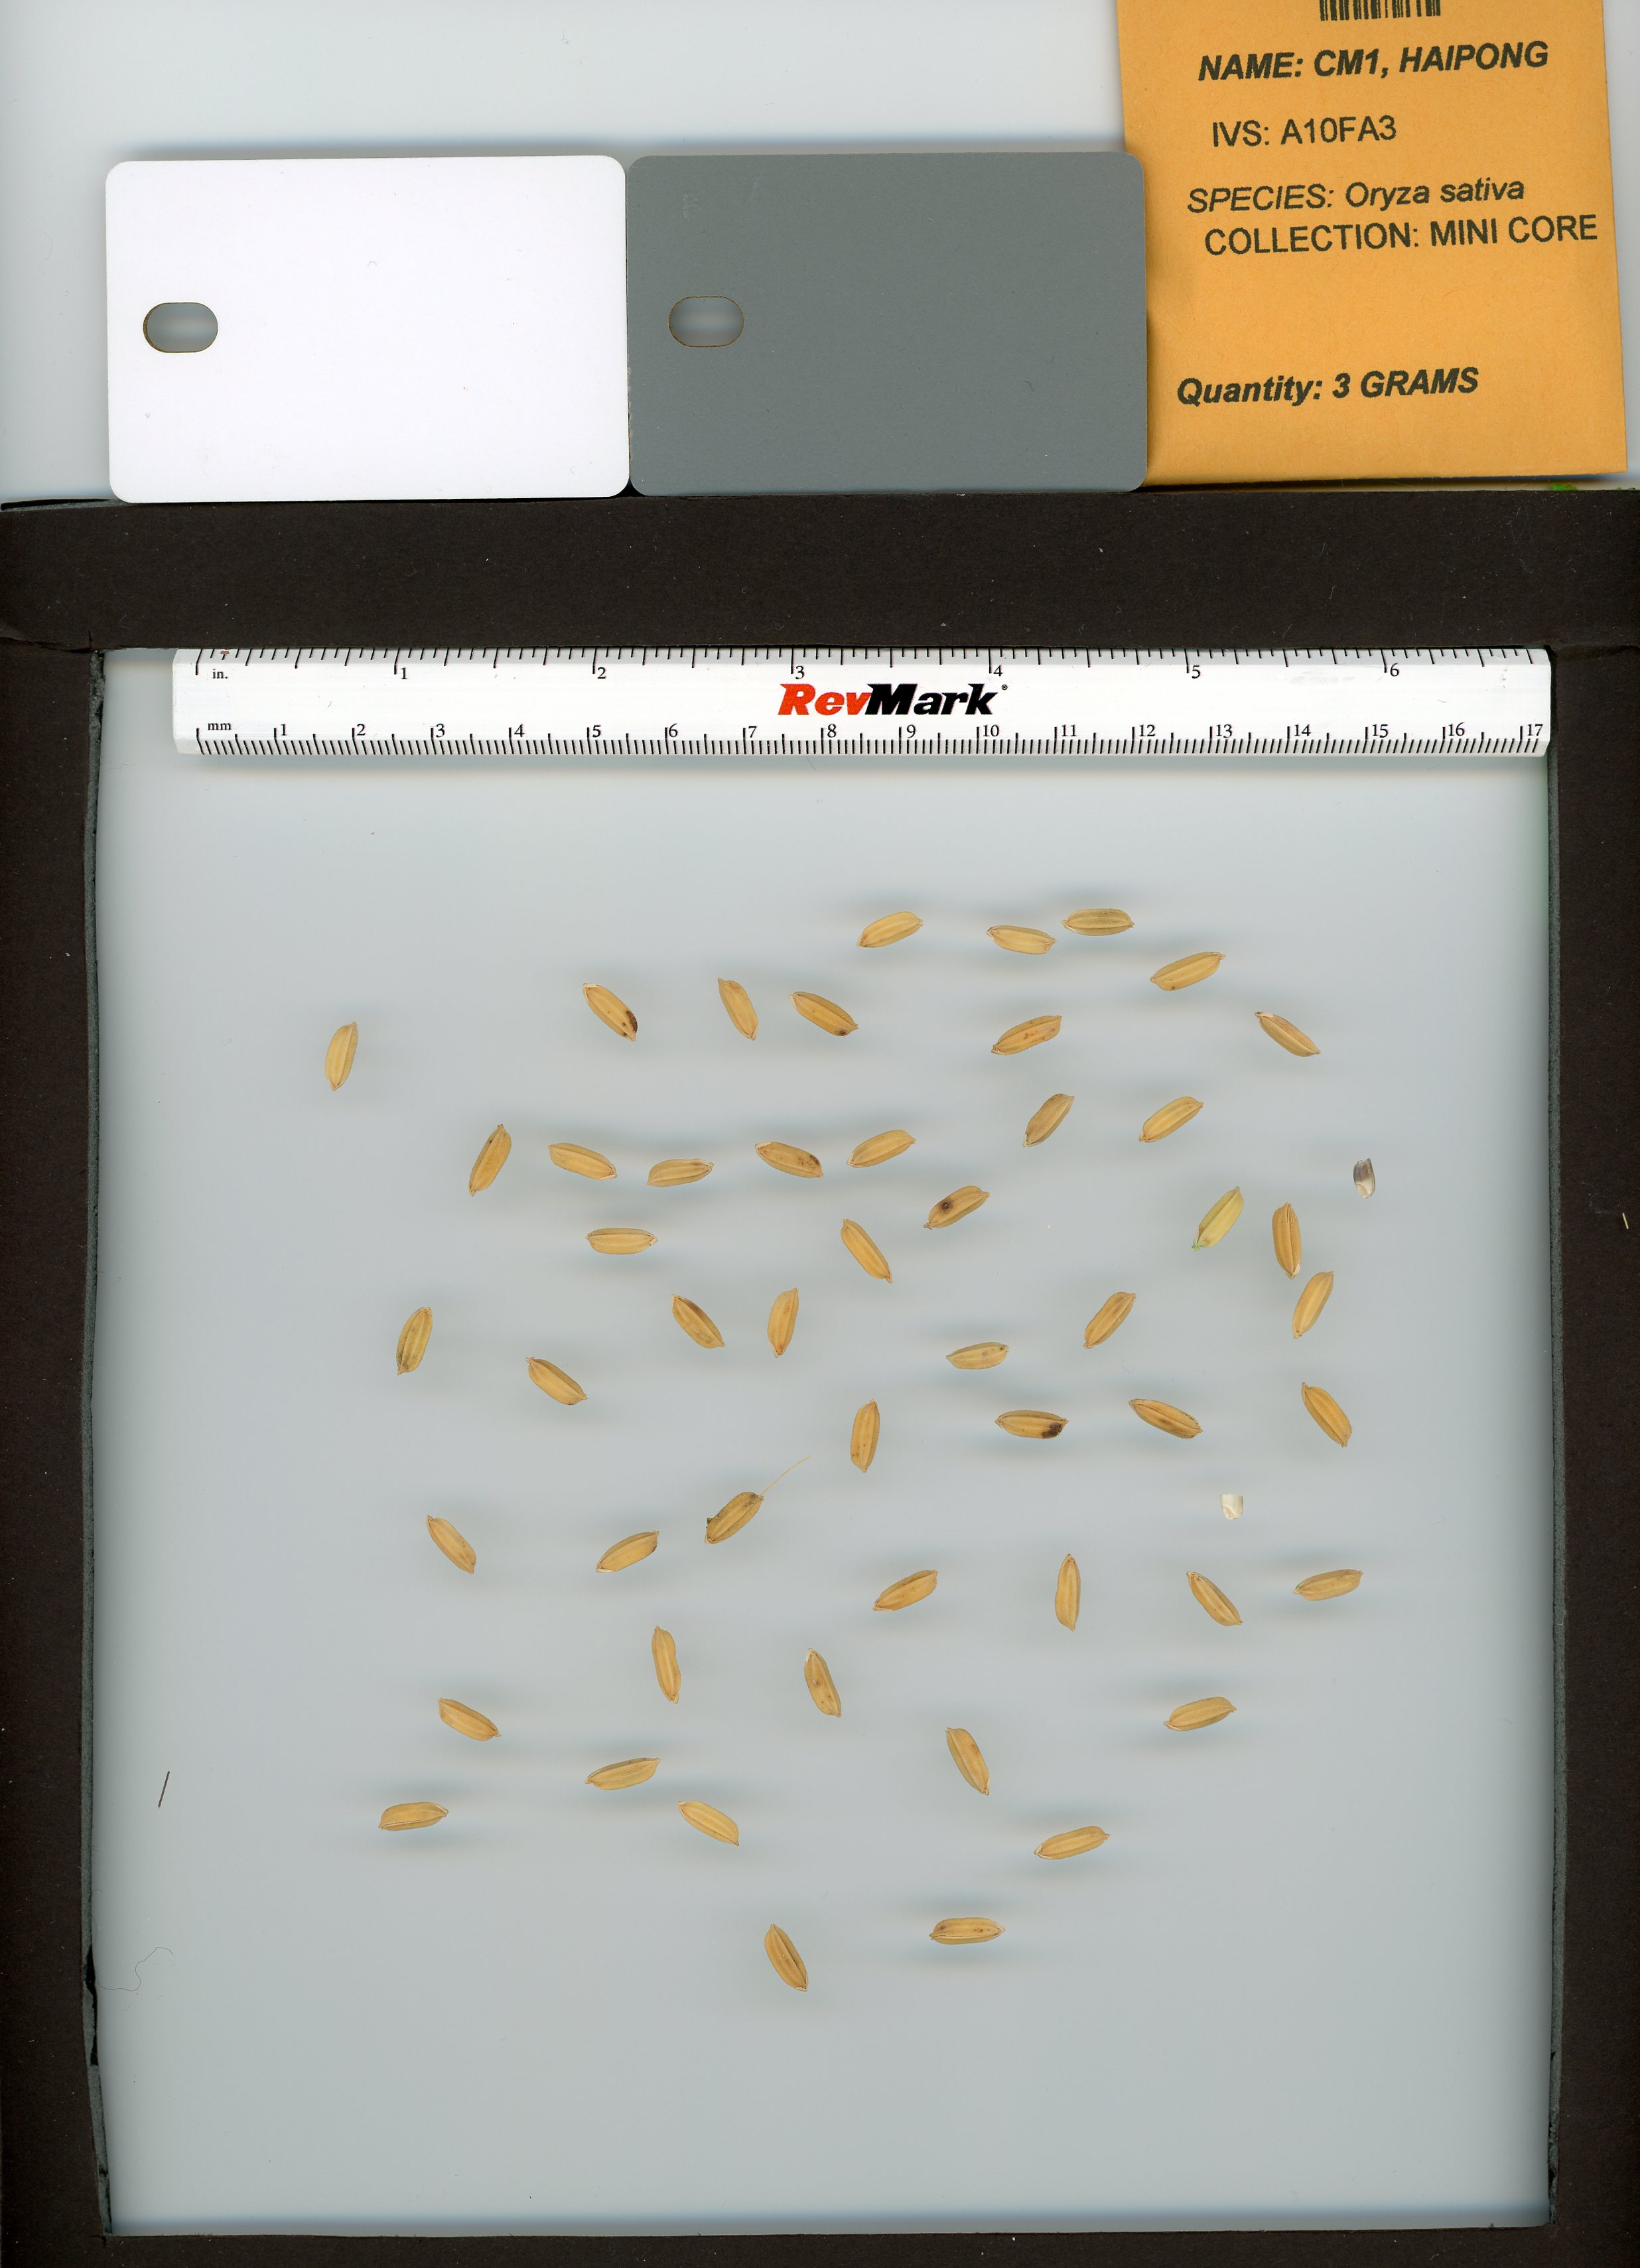 NAME: CM1, HAIPONG
IVS: A10FA3
SPECIES: Oryza sativa
COLLECTION: MINI CORE
Quantity: 3 GRAMS
in. 1 2 3 4 5 6
RevMark®
mm 1 2 3 4 5 6 7 8 9 10 11 12 13 14 15 16 17